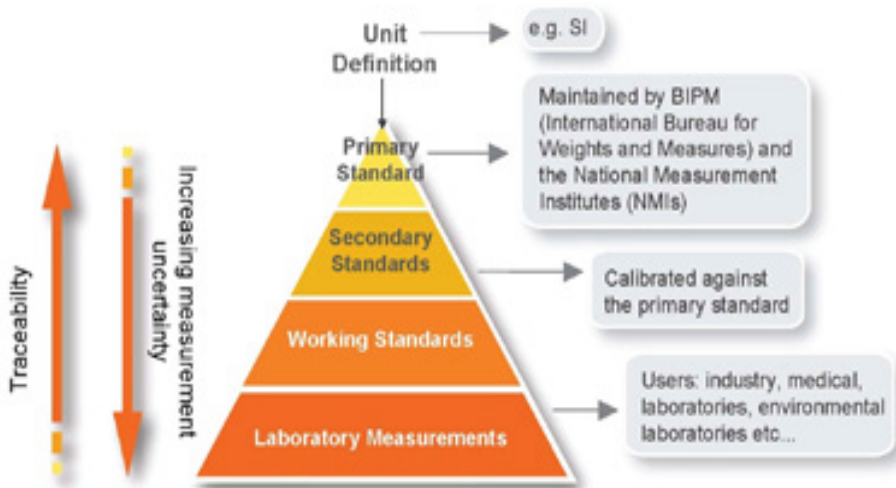 Unit
Definition
e.g. SI
Primary
Standard
Maintained by BIPM
(International Bureau for
Weights and Measures) and
the National Measurement
Institutes (NMIs)
Secondary
Standards
Calibrated against
the primary standard
Working Standards
Laboratory Measurements
Users: industry, medical,
laboratories, environmental
laboratories etc...
Traceability
Increasing measurement
uncertainty